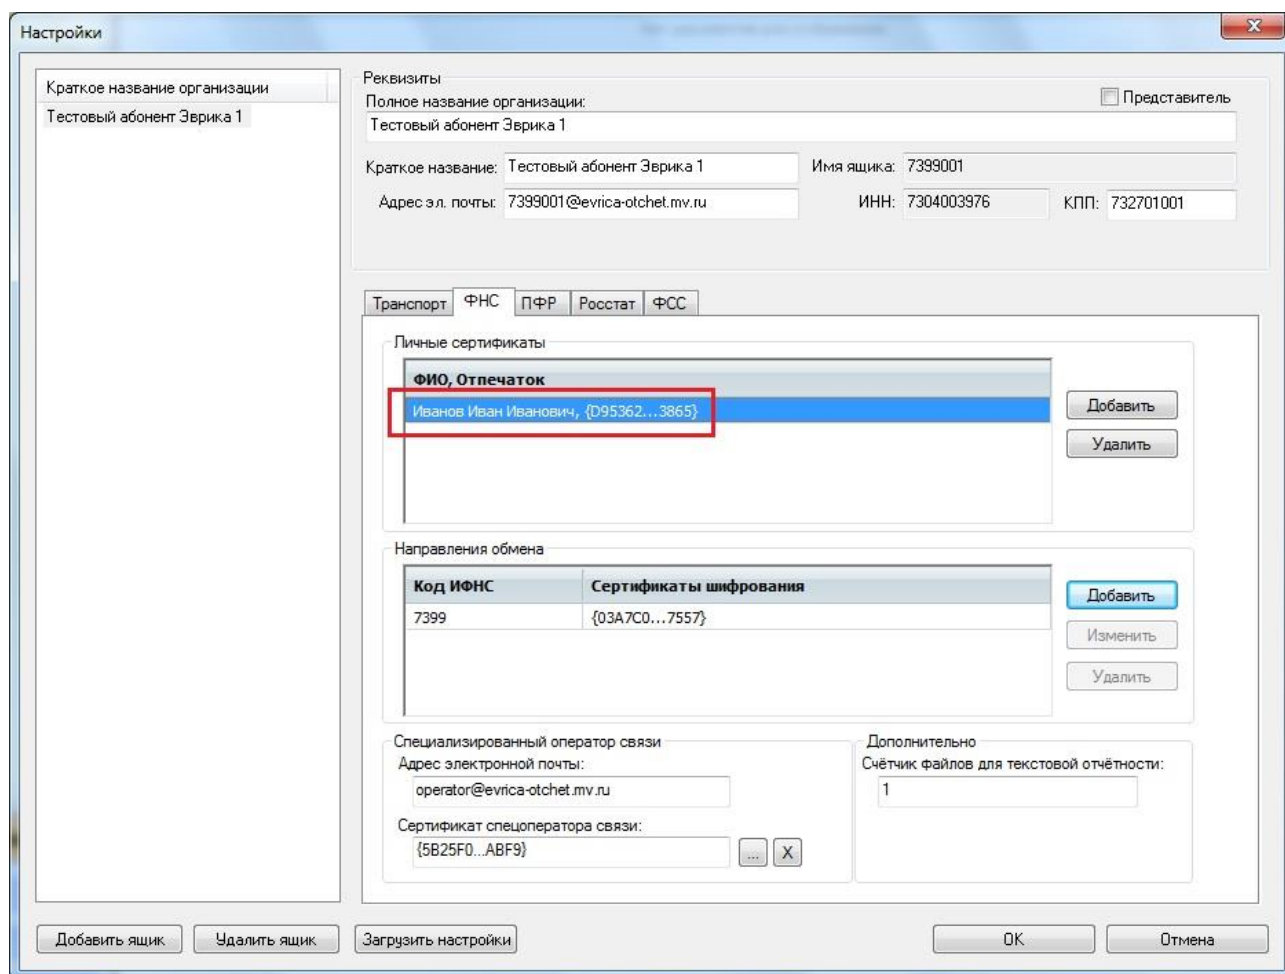 Настройки
X
Краткое название организации
Тестовый абонент Эврика 1
Реквизиты
Полное название организации:
Представитель
Тестовый абонент Эврика 1
Краткое название: Тестовый абонент Эврика 1
Имя ящика: 7399001
Адрес эл. почты: 7399001@evrica-otchet.mv.ru
ИНН: 7304003976
КПП: 732701001
Транспорт ФНС ПФР Росстат ФСС
Личные сертификаты
ФИО, Отпечаток
Иванов Иван Иванович, {D95362...3865}
Добавить
Удалить
Направления обмена
Код ИФНС Сертификаты шифрования
7399 {03A7C0...7557}
Добавить
Изменить
Удалить
Специализированный оператор связи
Адрес электронной почты:
operator@evrica-otchet.mv.ru
Сертификат спецоператора связи:
{5B25F0...ABF9}
... X
Дополнительно
Счётчик файлов для текстовой отчётности:
1
Добавить ящик Удалить ящик Загрузить настройки OK Отмена